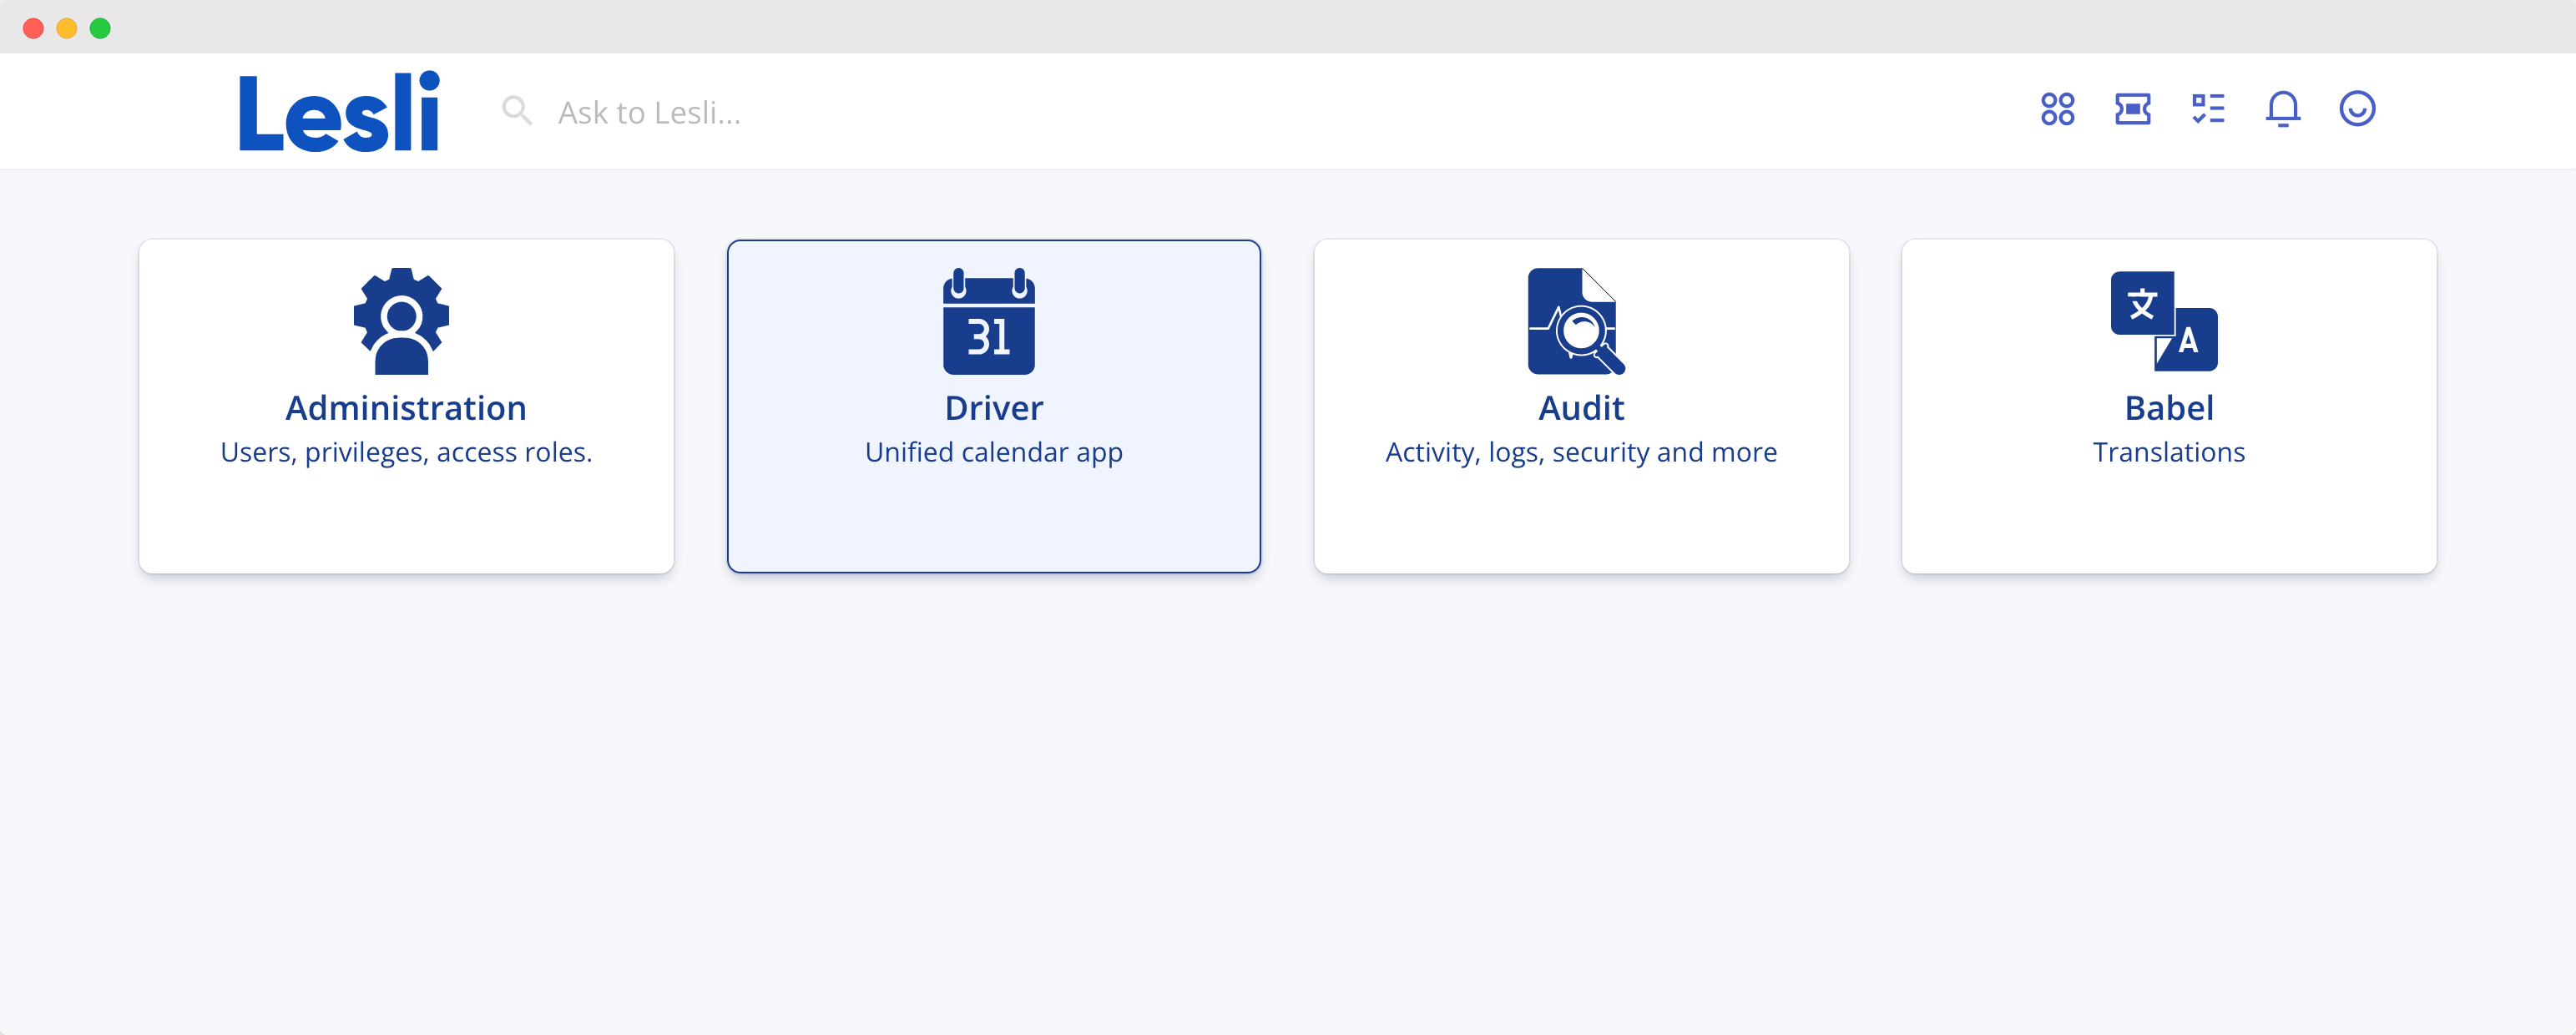 Lesli
Ask to Lesli...
31
Administration
Users, privileges, access roles.
Driver
Unified calendar app
Audit
Activity, logs, security and more
文
A
Babel
Translations